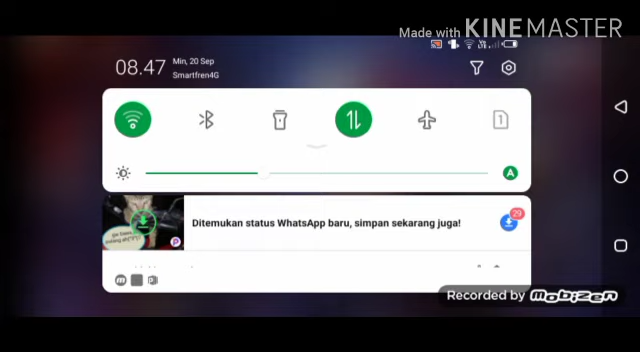 Made with KINEMASTER
08.47
Min, 20 Sep
Smartfren4G
1
A
Ditemukan status WhatsApp baru, simpan sekarang juga!
29
Recorded by Mobizen